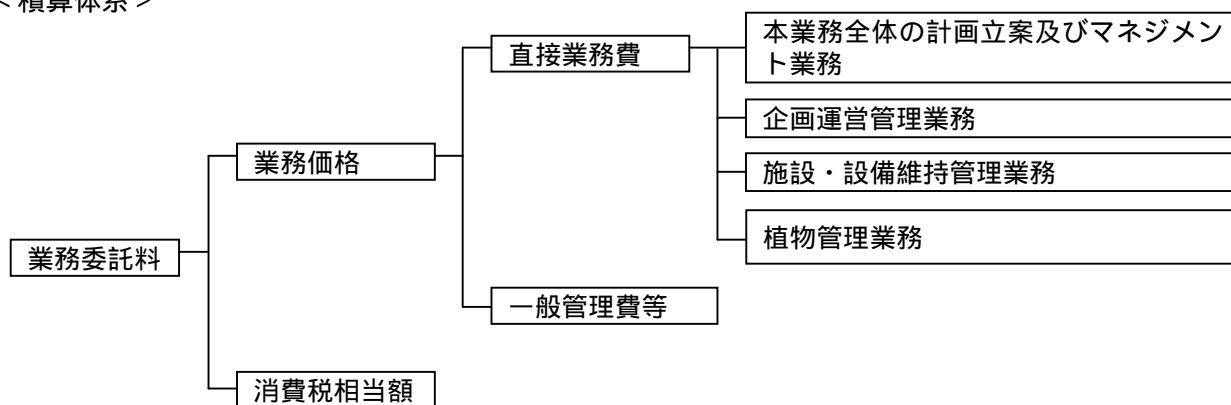 <積算体系>
直接業務費
本業務全体の計画立案及びマネジメン
ト業務
企画運営管理業務
業務価格
施設・設備維持管理業務
植物管理業務
業務委託料
一般管理費等
消費税相当額